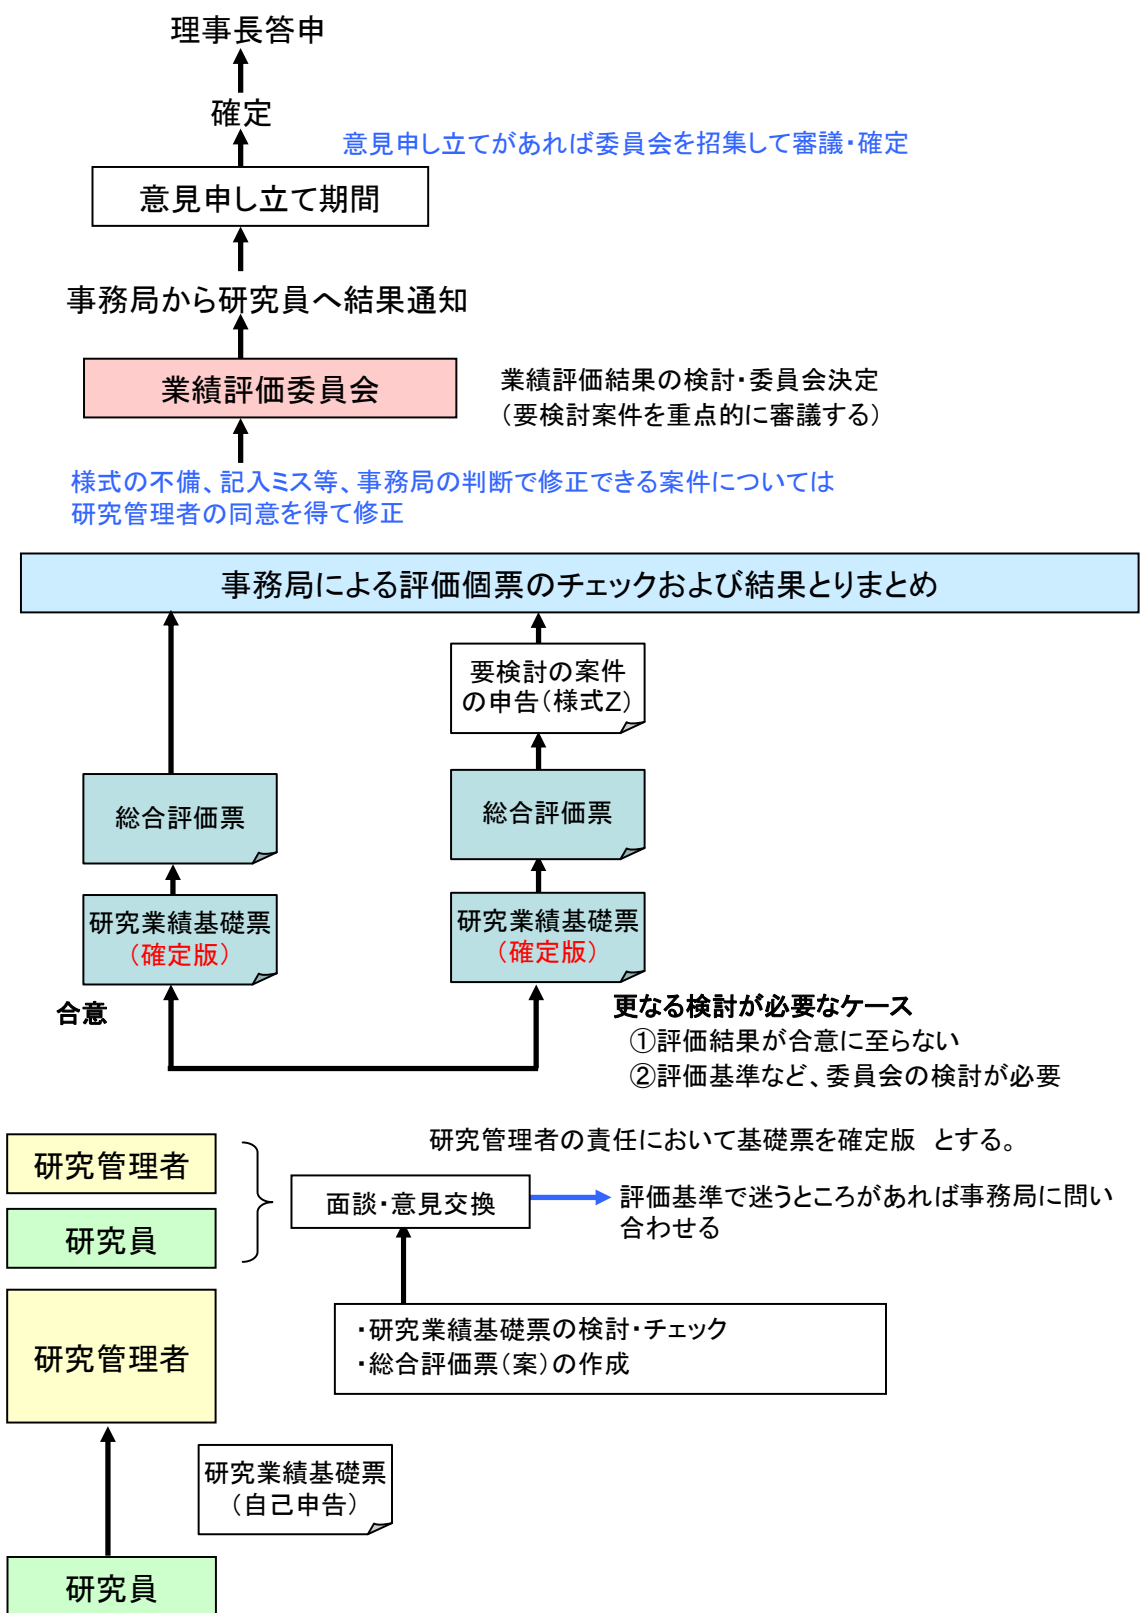 理事長答申
確定
意見申し立てがあれば委員会を招集して審議・確定
意見申し立て期間
事務局から研究員へ結果通知
業績評価委員会
業績評価結果の検討・委員会決定
（要検討案件を重点的に審議する）
様式の不備、記入ミス等、事務局の判断で修正できる案件については
研究管理者の同意を得て修正
事務局による評価個票のチェックおよび結果とりまとめ
要検討の案件
の申告（様式Z）
総合評価票
総合評価票
研究業績基礎票
（確定版）
研究業績基礎票
（確定版）
合意
更なる検討が必要なケース
①評価結果が合意に至らない
②評価基準など、委員会の検討が必要
研究管理者の責任において基礎票を確定版　とする。
研究管理者
研究員
面談・意見交換
評価基準で迷うところがあれば事務局に問い
合わせる
研究管理者
・研究業績基礎票の検討・チェック
・総合評価票（案）の作成
研究業績基礎票
（自己申告）
研究員